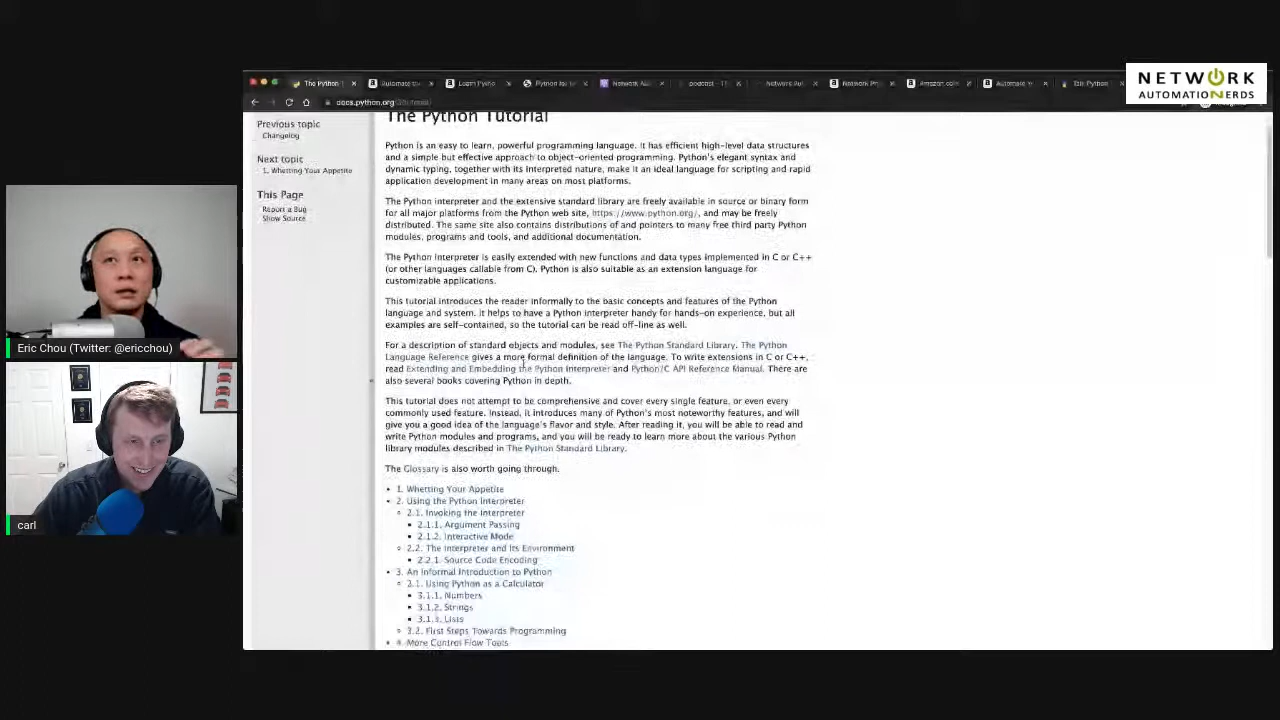 NETWORK
AUTOMATIONERDS
The Python T
Automate th
Learn Pytho
Python for
Network Au
podcast - T
Network Pr
Amazon.com
Automate Y
docs.python.org
The Python Tutorial
Previous topic
Changelog
Next topic
1. Whetting Your Appetite
This Page
Report a Bug
Show Source
Python is an easy to learn, powerful programming language. It has efficient high-level data structures
and a simple but effective approach to object-oriented programming. Python's elegant syntax and
dynamic typing, together with its interpreted nature, make it an ideal language for scripting and rapid
application development in many areas on most platforms.
The Python interpreter and the extensive standard library are freely available in source or binary form
for all major platforms from the Python web site, https://www.python.org/, and may be freely
distributed. The same site also contains distributions of and pointers to many free third party Python
modules, programs and tools, and additional documentation.
The Python interpreter is easily extended with new functions and data types implemented in C or C++
(or other languages callable from C). Python is also suitable as an extension language for
customizable applications.
This tutorial introduces the reader informally to the basic concepts and features of the Python
language and system. It helps to have a Python interpreter handy for hands-on experience, but all
examples are self-contained, so the tutorial can be read off-line as well.
For a description of standard objects and modules, see The Python Standard Library. The Python
Language Reference gives a more formal definition of the language. To write extensions in C or C++,
read Extending and Embedding the Python Interpreter and Python/C API Reference Manual. There are
also several books covering Python in depth.
This tutorial does not attempt to be comprehensive and cover every single feature, or even every
commonly used feature. Instead, it introduces many of Python's most noteworthy features, and will
give you a good idea of the language's flavor and style. After reading it, you will be able to read and
write Python modules and programs, and you will be ready to learn more about the various Python
library modules described in The Python Standard Library.
The Glossary is also worth going through.
1. Whetting Your Appetite
2. Using the Python Interpreter
2.1. Invoking the Interpreter
2.1.1. Argument Passing
2.1.2. Interactive Mode
2.2. The Interpreter and Its Environment
2.2.1. Source Code Encoding
3. An Informal Introduction to Python
3.1. Using Python as a Calculator
3.1.1. Numbers
3.1.2. Strings
3.1.3. Lists
3.2. First Steps Towards Programming
4. More Control Flow Tools
Eric Chou (Twitter: @ericchou)
carl